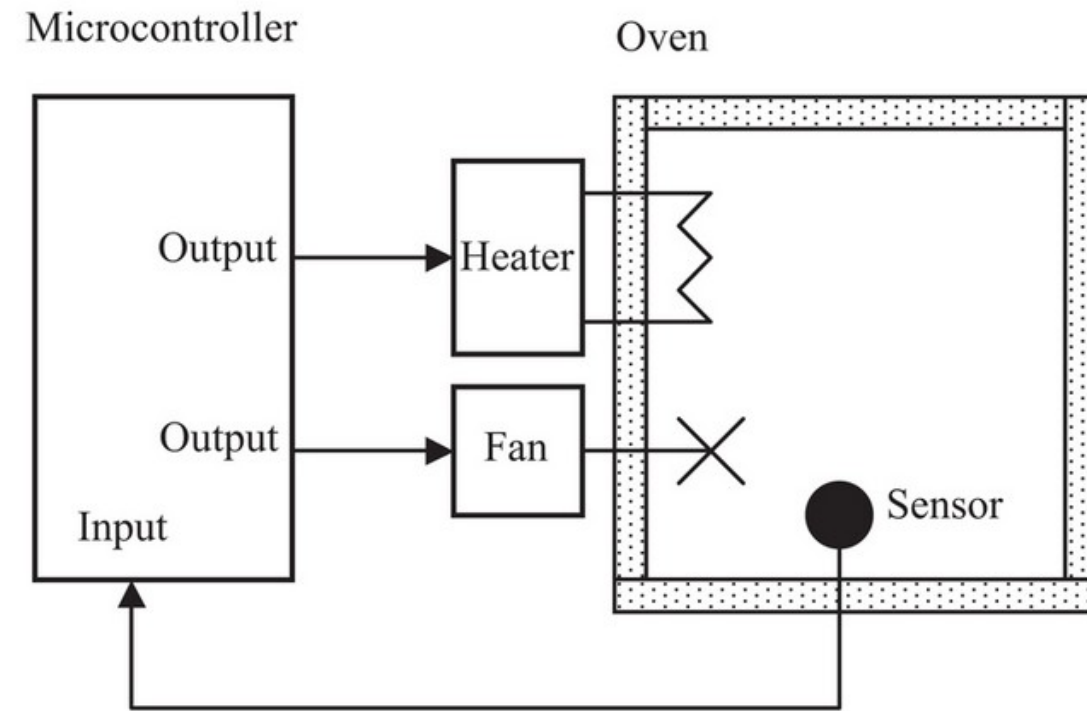 Microcontroller
Oven
Output
Heater
Output
Fan
Input
Sensor